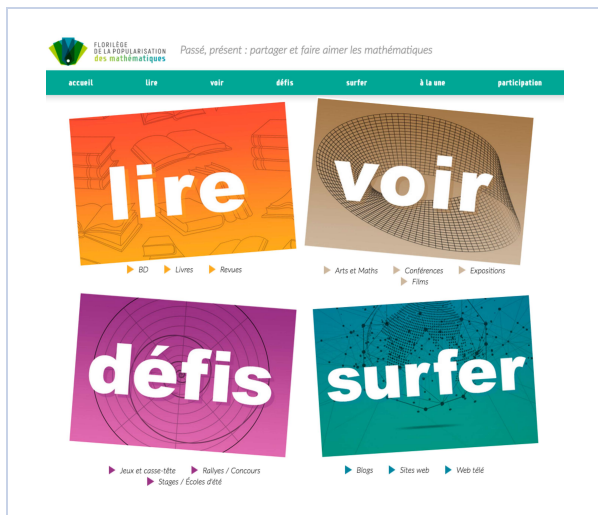 FLORILÈGE
DE LA POPULARISATION
des mathématiques
Passé, présent : partager et faire aimer les mathématiques
accueil lire voir défis surfer à la une participation
lire
voir
BD Livres Revues
Arts et Maths Conférences Expositions
Films
défis
surfer
Jeux et casse-tête Rallyes / Concours
Stages / Écoles d'été
Blogs Sites web Web télé